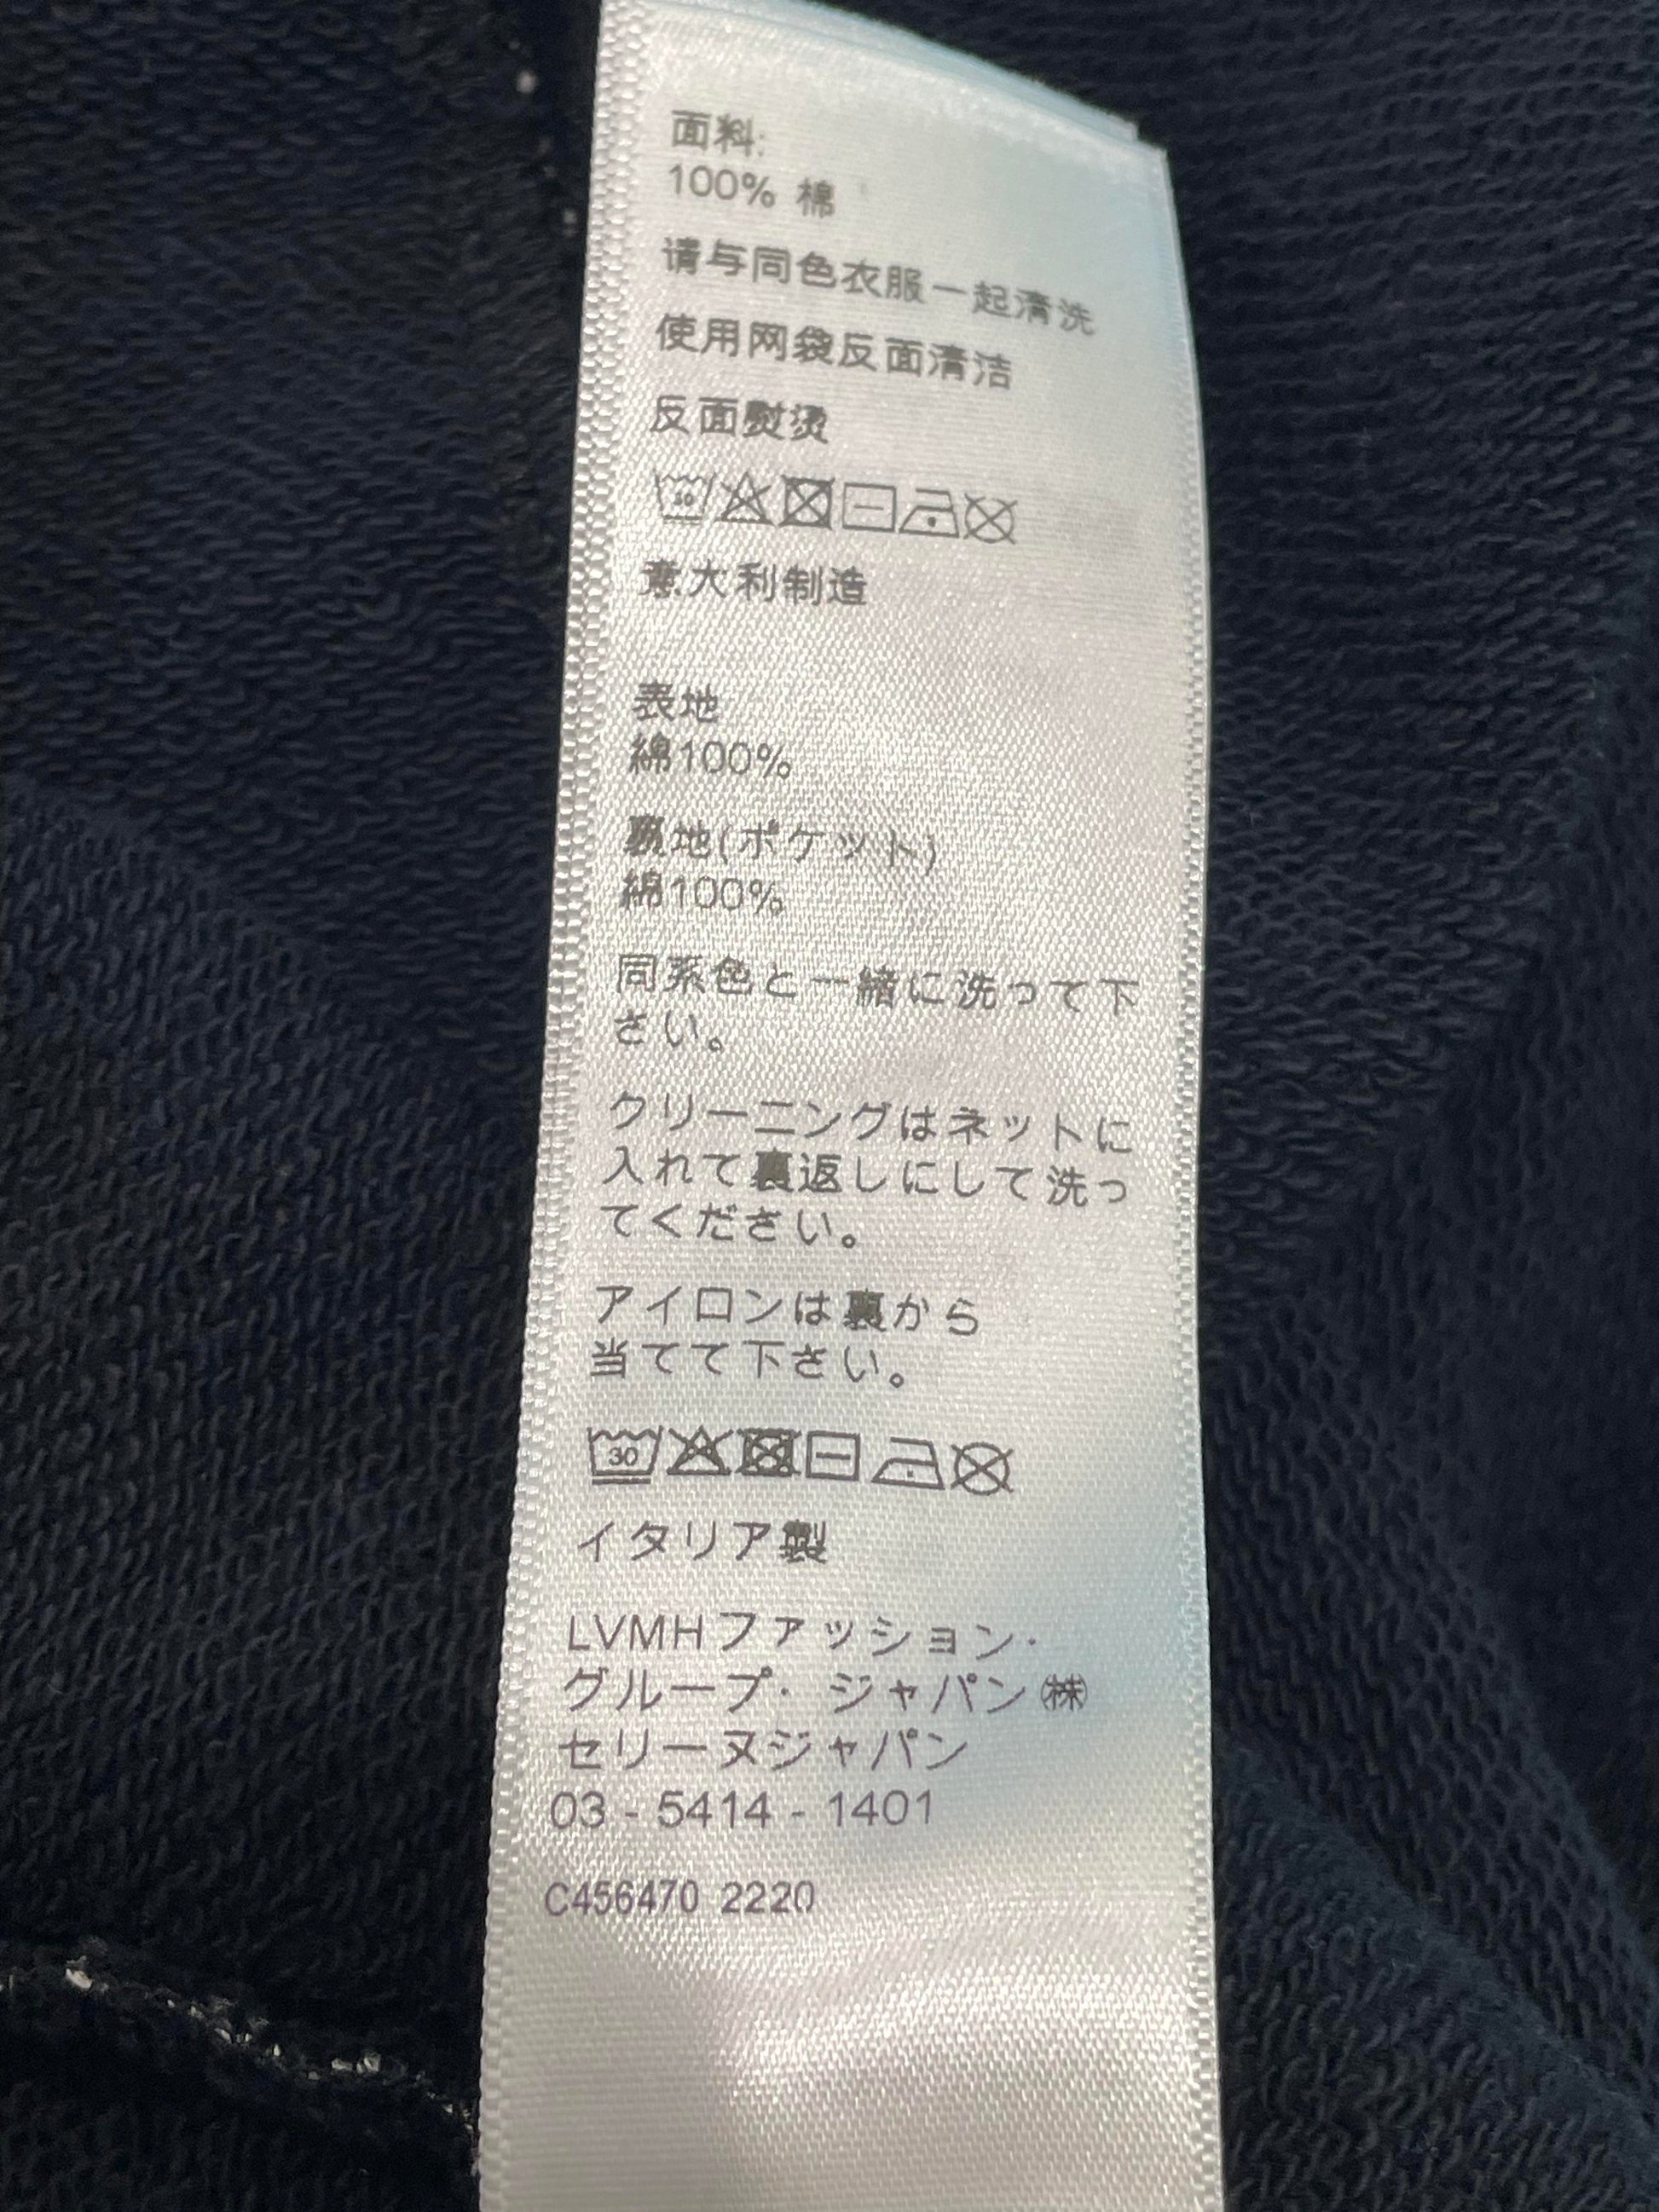 面料:
100% 棉
请与同色衣服一起清洗
使用网袋反面清洁
反面熨烫
30
意大利制造
表地
綿100%
裏地(ポケット)
綿100%
同系色と一緒に洗って下
さい。
クリーニングはネットに
入れて裏返しにして洗っ
てください。
アイロンは裏から
当てて下さい。
30
イタリア製
LVMHファッション·
グループ· ジャパン㈱
セリーヌジャパン
03 - 5414 - 1401
C456470 2220